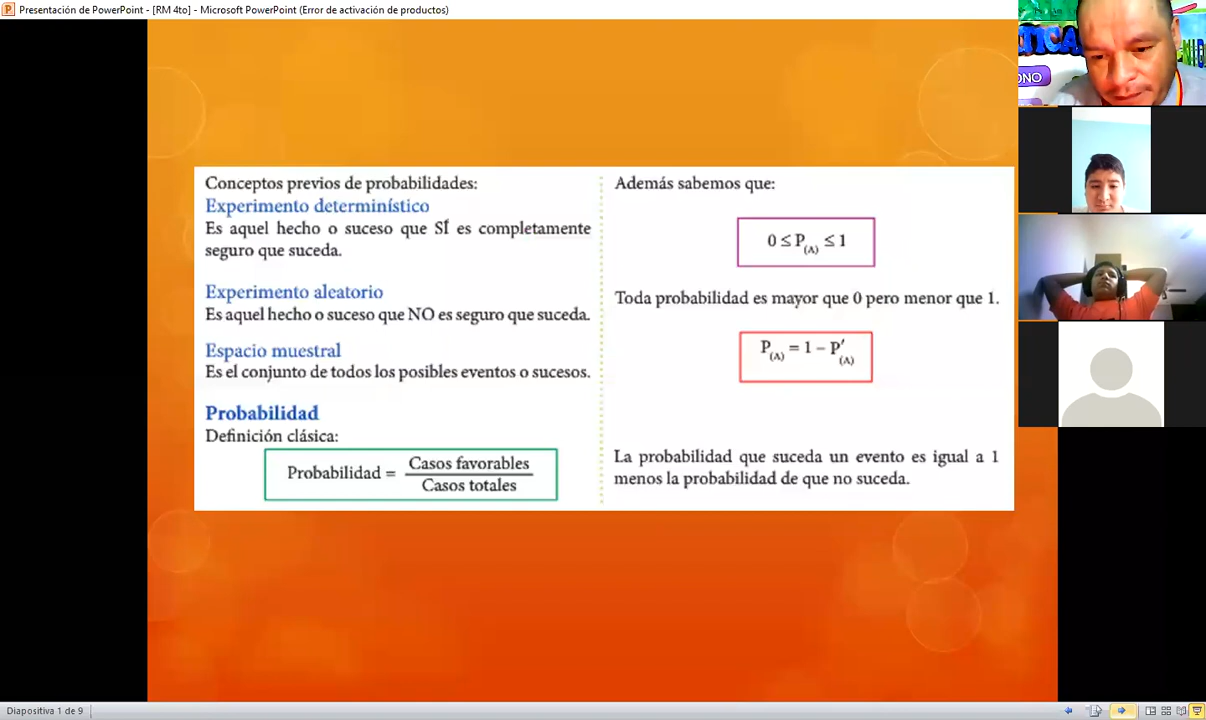 Presentación de PowerPoint - [RM 4to] - Microsoft PowerPoint (Error de activación de productos)
Conceptos previos de probabilidades:
Experimento determinístico
Es aquel hecho o suceso que SÍ es completamente
seguro que suceda.
Experimento aleatorio
Es aquel hecho o suceso que NO es seguro que suceda.
Espacio muestral
Es el conjunto de todos los posibles eventos o sucesos.
Probabilidad
Definición clásica:
Probabilidad = Casos favorables / Casos totales
Además sabemos que:
0 ≤ P(A) ≤ 1
Toda probabilidad es mayor que 0 pero menor que 1.
P(A) = 1 – P′(A)
La probabilidad que suceda un evento es igual a 1
menos la probabilidad de que no suceda.
Diapositiva 1 de 9